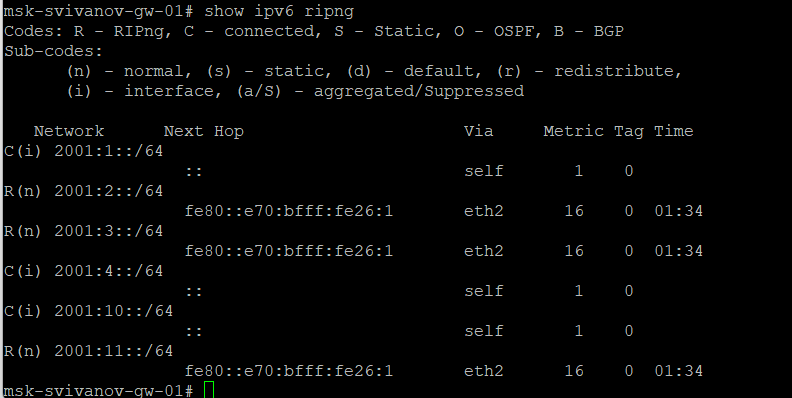 msk-svivanov-gw-01# show ipv6 ripng
Codes: R - RIPng, C - connected, S - Static, O - OSPF, B - BGP
Sub-codes:
      (n) - normal, (s) - static, (d) - default, (r) - redistribute,
      (i) - interface, (a/S) - aggregated/Suppressed

   Network      Next Hop                      Via     Metric Tag Time
C(i) 2001:1::/64
                  ::                          self       1    0
R(n) 2001:2::/64
                  fe80::e70:bfff:fe26:1       eth2      16    0  01:34
R(n) 2001:3::/64
                  fe80::e70:bfff:fe26:1       eth2      16    0  01:34
C(i) 2001:4::/64
                  ::                          self       1    0
C(i) 2001:10::/64
                  ::                          self       1    0
R(n) 2001:11::/64
                  fe80::e70:bfff:fe26:1       eth2      16    0  01:34
msk-svivanov-gw-01#